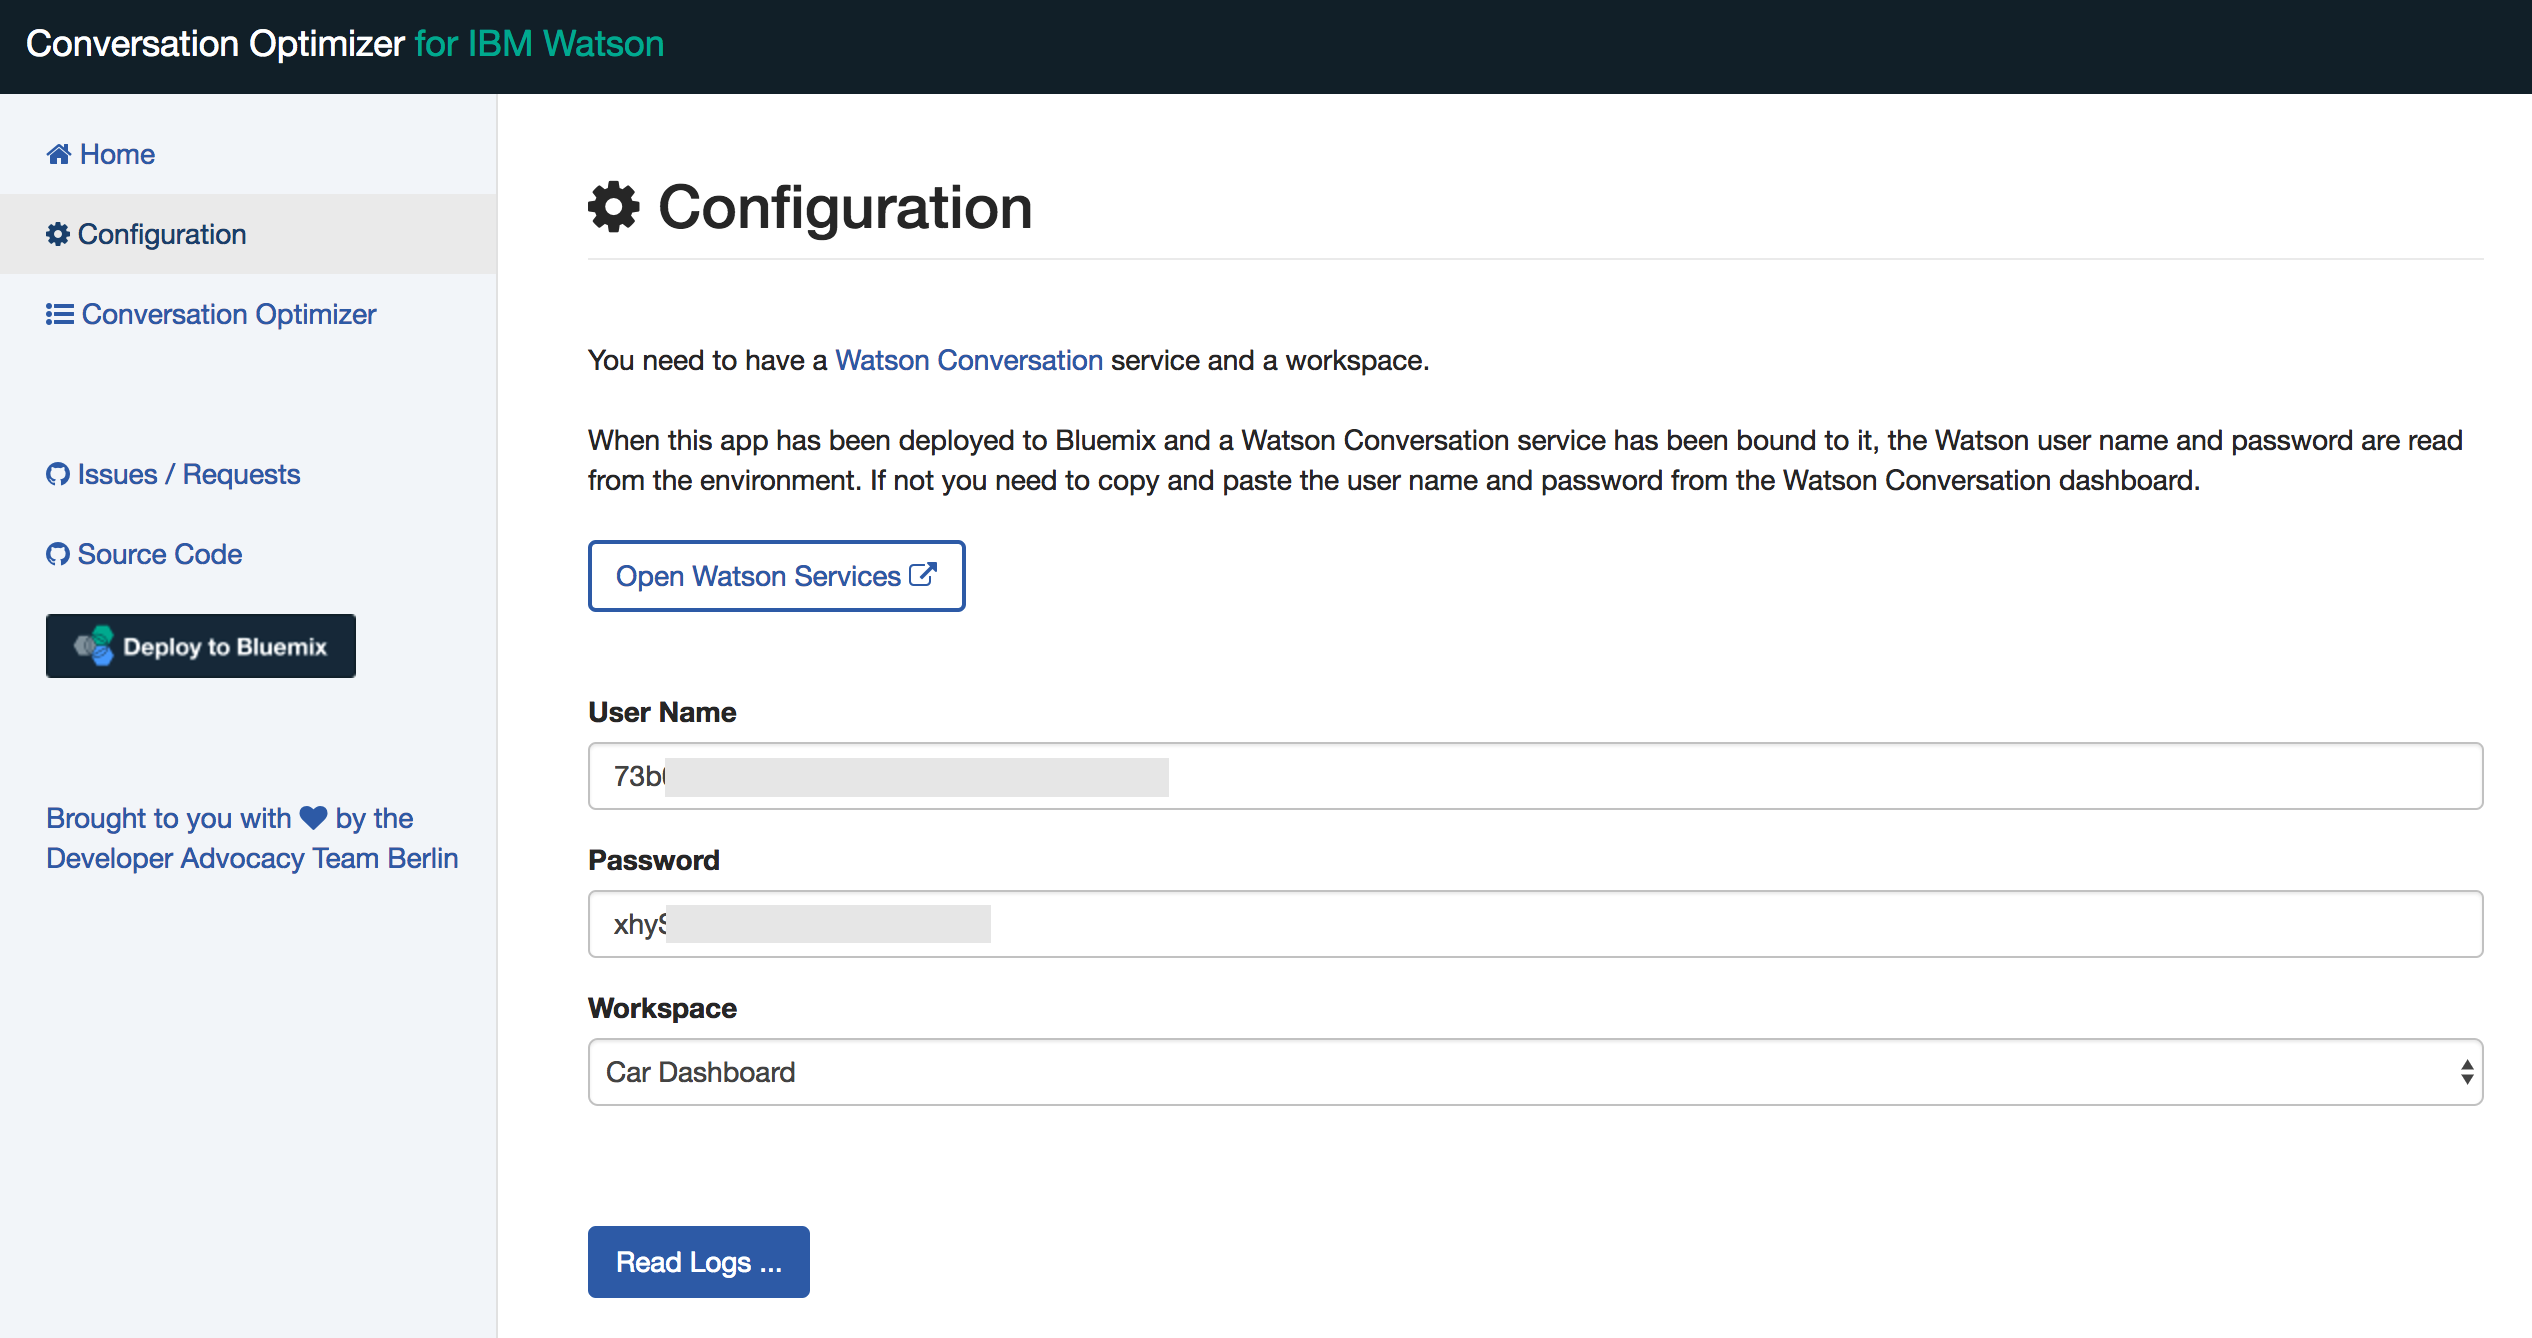 Conversation Optimizer for IBM Watson
Home
Configuration
Conversation Optimizer
Issues / Requests
Source Code
Deploy to Bluemix
Brought to you with by the
Developer Advocacy Team Berlin
Configuration
You need to have a Watson Conversation service and a workspace.
When this app has been deployed to Bluemix and a Watson Conversation service has been bound to it, the Watson user name and password are read
from the environment. If not you need to copy and paste the user name and password from the Watson Conversation dashboard.
Open Watson Services
User Name
73b
Password
xhy
Workspace
Car Dashboard
Read Logs ...